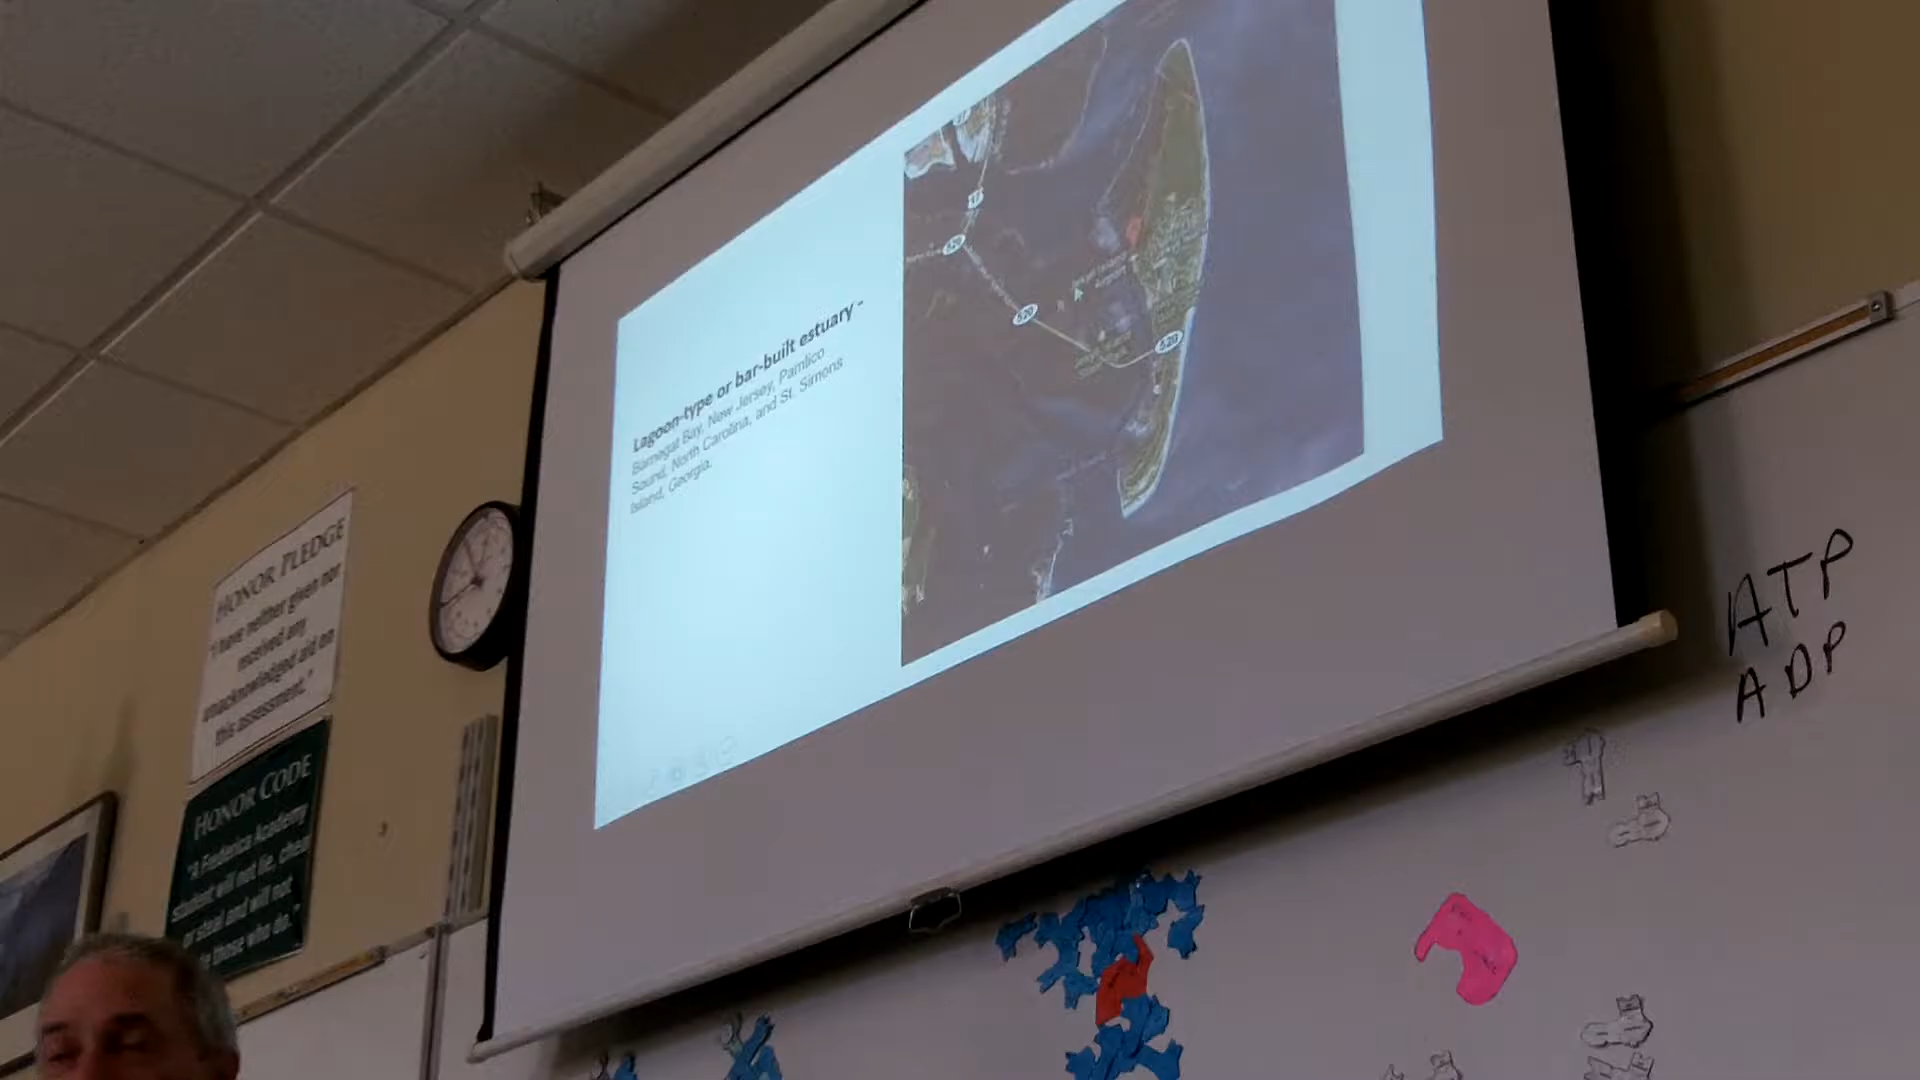 Lagoon-type or bar-built estuary -
Barnegat Bay, New Jersey, Pamlico
Sound, North Carolina, and St. Simons
Island, Georgia.
17
520
520
520
HONOR PLEDGE
"I have neither given nor
received any
unacknowledged aid on
this assessment."
HONOR CODE
"A Frederica Academy
student will not lie, cheat
or steal and will not
those who do."
ATP
ADP